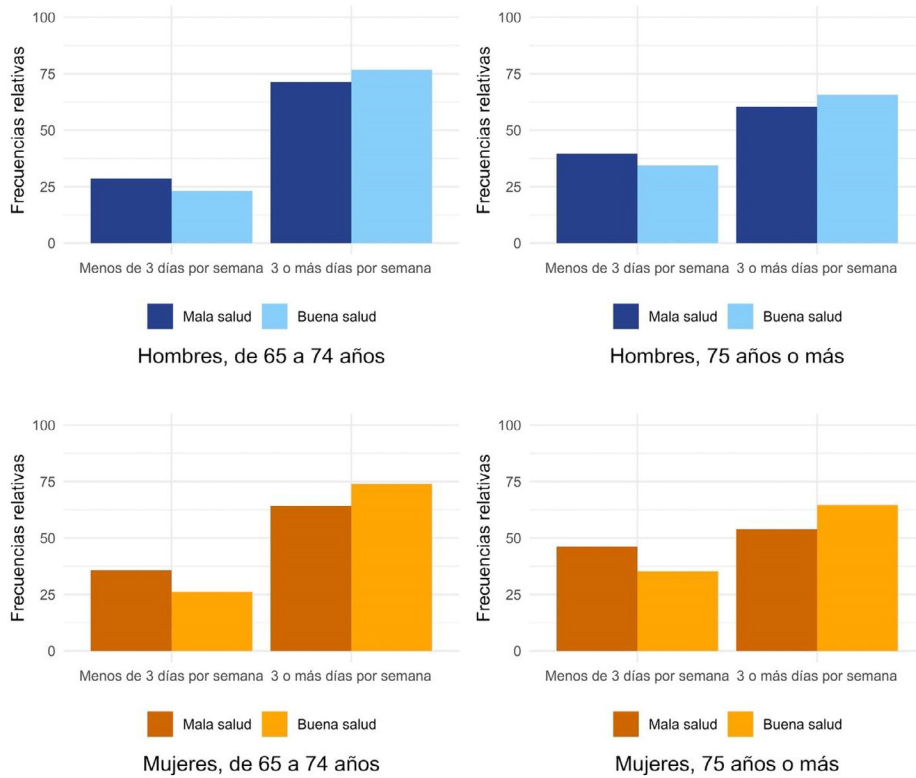 Frecuencias relativas
100
75
50
25
0
Menos de 3 días por semana
3 o más días por semana
Mala salud
Buena salud
Hombres, de 65 a 74 años
Frecuencias relativas
100
75
50
25
0
Menos de 3 días por semana
3 o más días por semana
Mala salud
Buena salud
Hombres, 75 años o más
Frecuencias relativas
100
75
50
25
0
Menos de 3 días por semana
3 o más días por semana
Mala salud
Buena salud
Mujeres, de 65 a 74 años
Frecuencias relativas
100
75
50
25
0
Menos de 3 días por semana
3 o más días por semana
Mala salud
Buena salud
Mujeres, 75 años o más